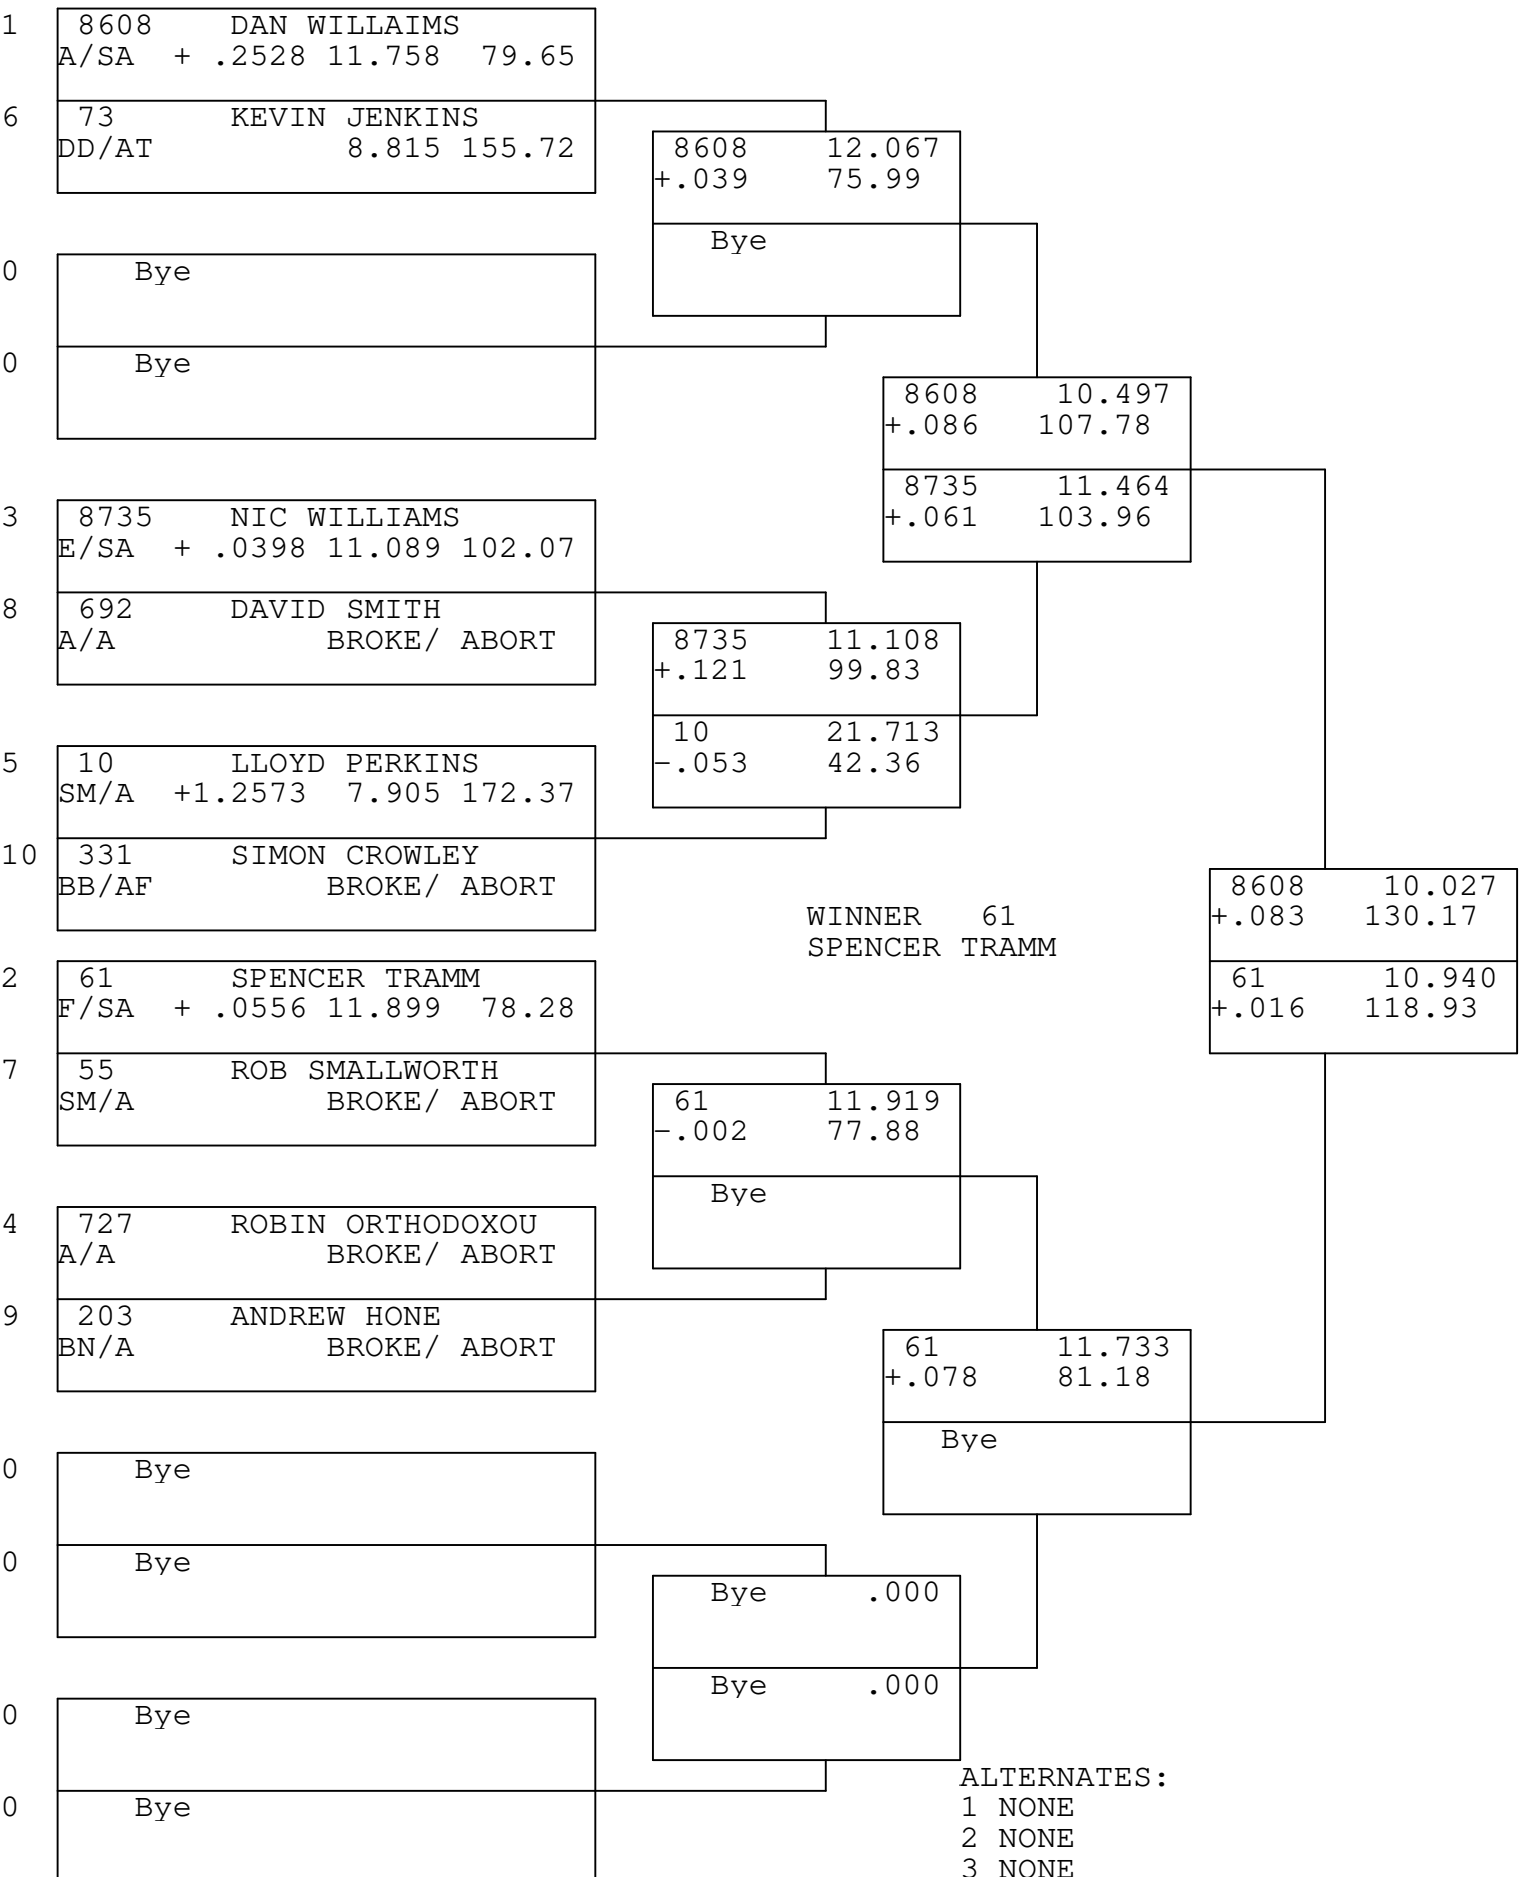 1 8608 DAN WILLAIMS
A/SA + .2528 11.758 79.65
6 73 KEVIN JENKINS
DD/AT 8.815 155.72
8608 12.067
+.039 75.99
Bye
0 Bye
0 Bye
8608 10.497
+.086 107.78
8735 11.464
+.061 103.96
3 8735 NIC WILLIAMS
E/SA + .0398 11.089 102.07
8 692 DAVID SMITH
A/A BROKE/ ABORT
8735 11.108
+.121 99.83
10 21.713
-.053 42.36
5 10 LLOYD PERKINS
SM/A +1.2573 7.905 172.37
10 331 SIMON CROWLEY
BB/AF BROKE/ ABORT
WINNER 61
SPENCER TRAMM
8608 10.027
+.083 130.17
61 10.940
+.016 118.93
2 61 SPENCER TRAMM
F/SA + .0556 11.899 78.28
7 55 ROB SMALLWORTH
SM/A BROKE/ ABORT
61 11.919
-.002 77.88
Bye
4 727 ROBIN ORTHODOXOU
A/A BROKE/ ABORT
9 203 ANDREW HONE
BN/A BROKE/ ABORT
61 11.733
+.078 81.18
Bye
0 Bye
0 Bye
Bye .000
Bye .000
0 Bye
0 Bye
ALTERNATES:
1 NONE
2 NONE
3 NONE